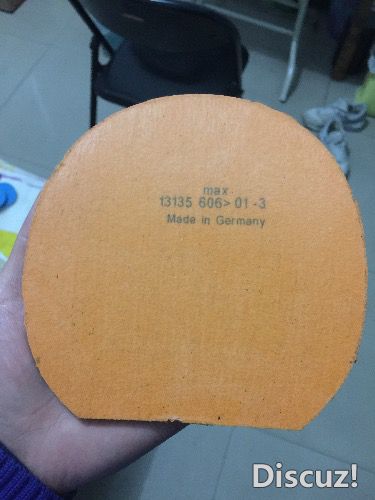 max
13135 606> 01 -3
Made in Germany
Discuz!